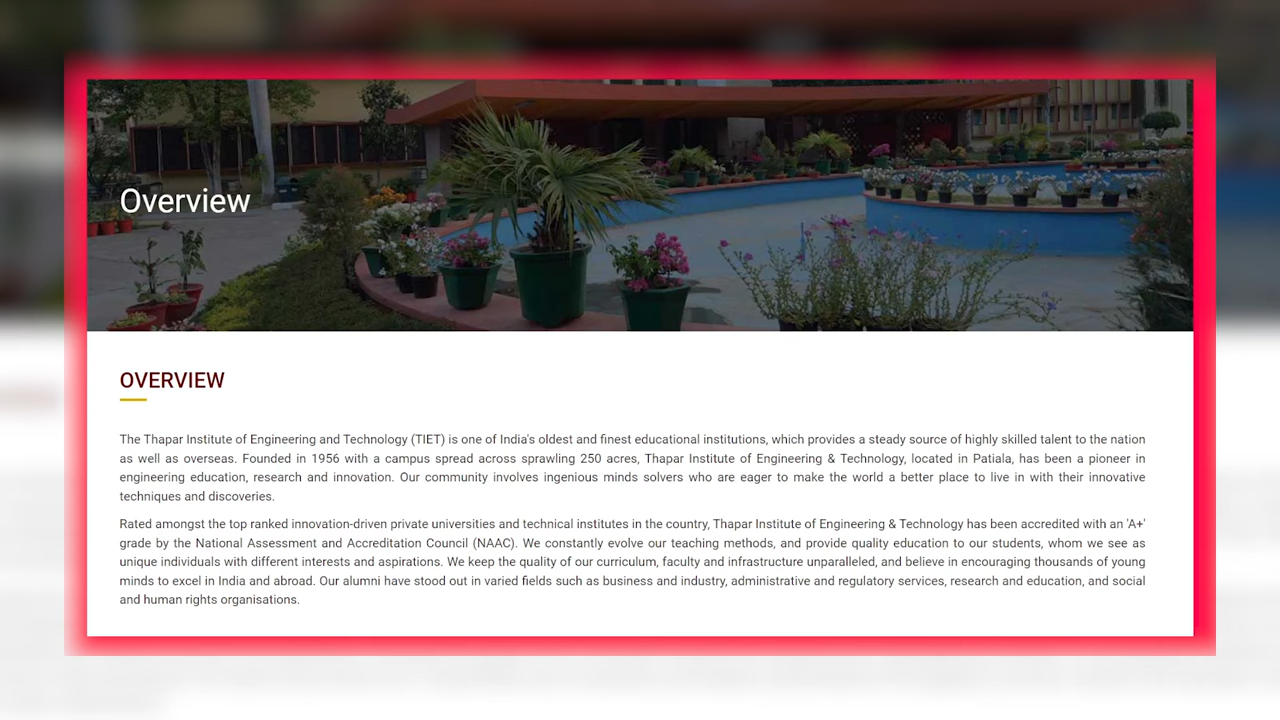 Overview
OVERVIEW
The Thapar Institute of Engineering and Technology (TIET) is one of India's oldest and finest educational institutions, which provides a steady source of highly skilled talent to the nation
as well as overseas. Founded in 1956 with a campus spread across sprawling 250 acres, Thapar Institute of Engineering & Technology, located in Patiala, has been a pioneer in
engineering education, research and innovation. Our community involves ingenious minds solvers who are eager to make the world a better place to live in with their innovative
techniques and discoveries.
Rated amongst the top ranked innovation-driven private universities and technical institutes in the country, Thapar Institute of Engineering & Technology has been accredited with an 'A+'
grade by the National Assessment and Accreditation Council (NAAC). We constantly evolve our teaching methods, and provide quality education to our students, whom we see as
unique individuals with different interests and aspirations. We keep the quality of our curriculum, faculty and infrastructure unparalleled, and believe in encouraging thousands of young
minds to excel in India and abroad. Our alumni have stood out in varied fields such as business and industry, administrative and regulatory services, research and education, and social
and human rights organisations.